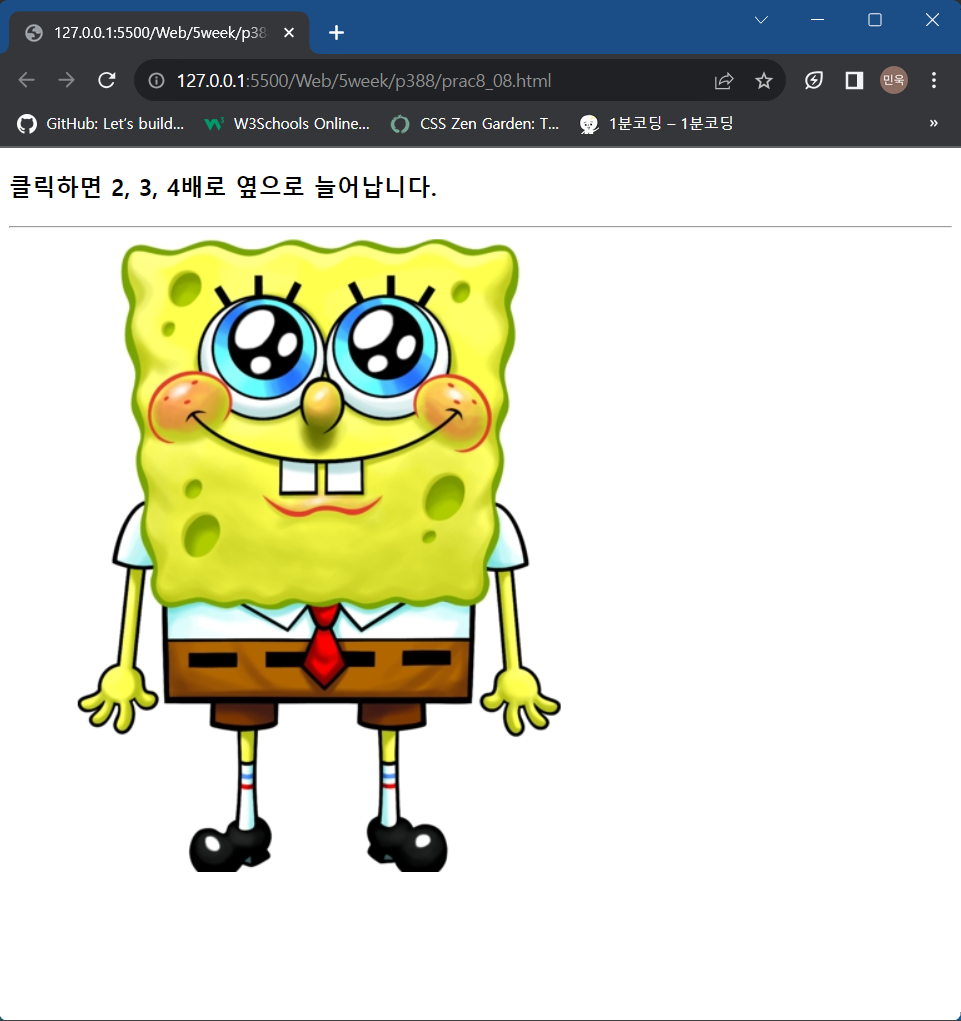 127.0.0.1:5500/Web/5week/p38
127.0.0.1:5500/Web/5week/p388/prac8_08.html
민욱
GitHub: Let's build...
W3Schools Online...
CSS Zen Garden: T...
1분코딩 – 1분코딩
»
클릭하면 2, 3, 4배로 옆으로 늘어납니다.